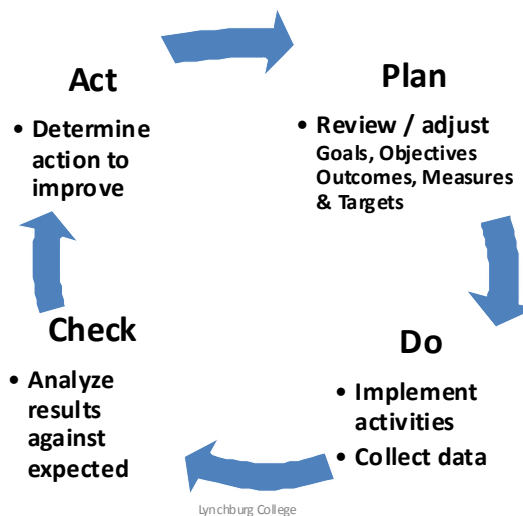 Act
• Determine
action to
improve
Plan
• Review / adjust
Goals, Objectives
Outcomes, Measures
& Targets
Check
• Analyze
results
against
expected
Do
• Implement
activities
• Collect data
Lynchburg College